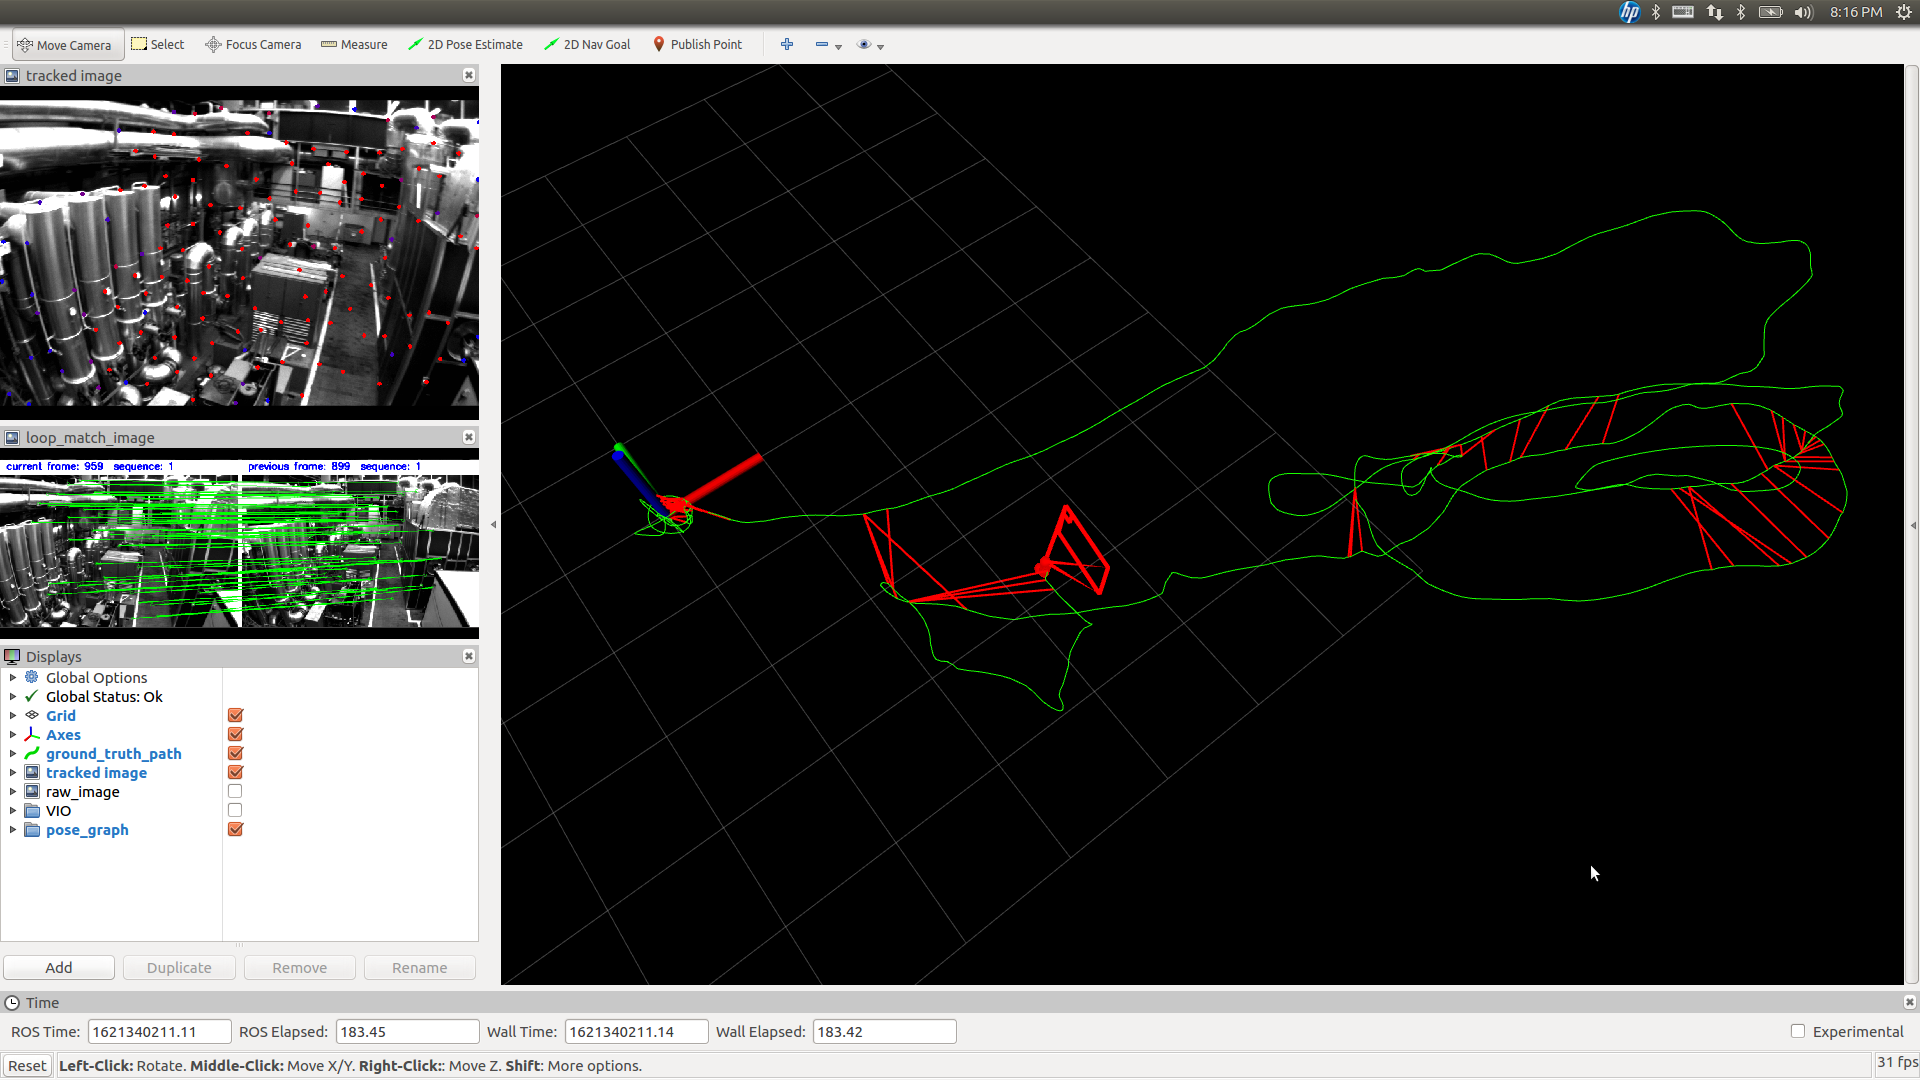 hp 8:16 PM
Move Camera Select Focus Camera Measure 2D Pose Estimate 2D Nav Goal Publish Point
tracked image
loop_match_image
current frame: 959 sequence: 1 previous frame: 899 sequence: 1
Displays
Global Options
Global Status: Ok
Grid
Axes
ground_truth_path
tracked image
raw_image
VIO
pose_graph
Add Duplicate Remove Rename
Time
ROS Time: 1621340211.11 ROS Elapsed: 183.45 Wall Time: 1621340211.14 Wall Elapsed: 183.42 Experimental
Reset Left-Click: Rotate. Middle-Click: Move X/Y. Right-Click:: Move Z. Shift: More options. 31 fps